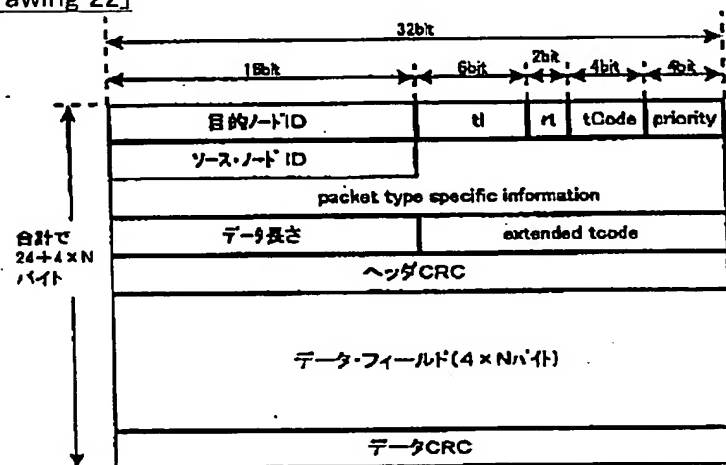 awing 22]
32bit
16bit 6bit 2bit 4bit 4bit
目的ノードID tl rt tCode priority
ソース・ノードID
packet type specific information
データ長さ extended tcode
合計で
24+4×N
バイト
ヘッダCRC
データ・フィールド(4×Nバイト)
データCRC